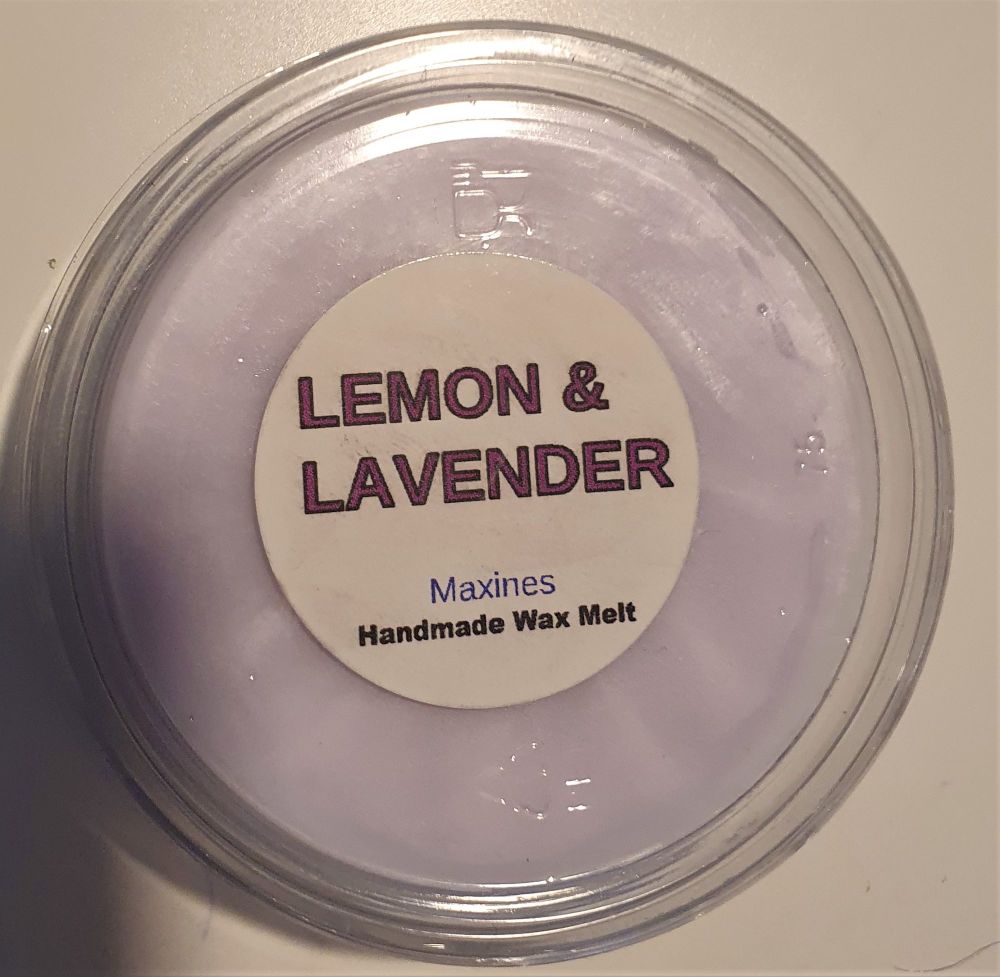 LEMON &
LAVENDER
Maxines
Handmade Wax Melt